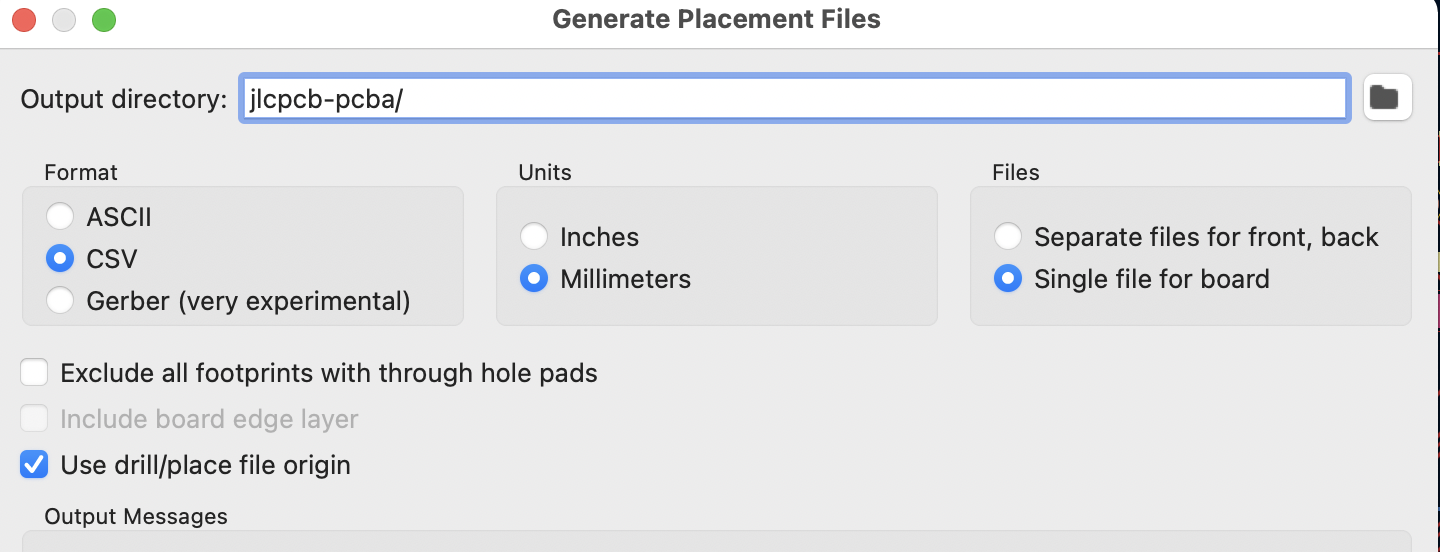 Generate Placement Files
Output directory: jlcpcb-pcba/
Format
ASCII
CSV
Gerber (very experimental)
Units
Inches
Millimeters
Files
Separate files for front, back
Single file for board
Exclude all footprints with through hole pads
Include board edge layer
Use drill/place file origin
Output Messages